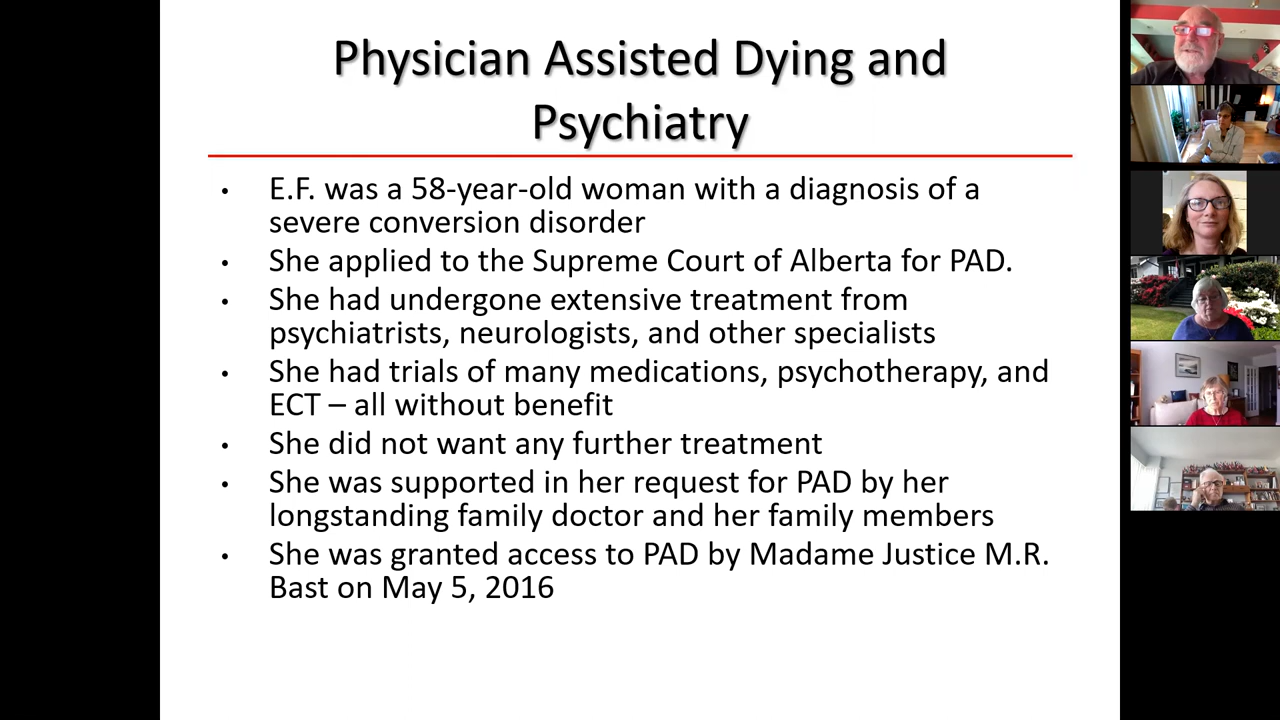 Physician Assisted Dying and
Psychiatry
• E.F. was a 58-year-old woman with a diagnosis of a
severe conversion disorder
• She applied to the Supreme Court of Alberta for PAD.
• She had undergone extensive treatment from
psychiatrists, neurologists, and other specialists
• She had trials of many medications, psychotherapy, and
ECT – all without benefit
• She did not want any further treatment
• She was supported in her request for PAD by her
longstanding family doctor and her family members
• She was granted access to PAD by Madame Justice M.R.
Bast on May 5, 2016